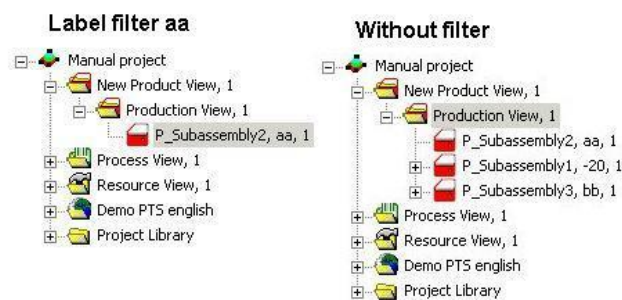 Label filter aa
Manual project
New Product View, 1
Production View, 1
P_Subassembly2, aa, 1
Process View, 1
Resource View, 1
Demo PTS english
Project Library
Without filter
Manual project
New Product View, 1
Production View, 1
P_Subassembly2, aa, 1
P_Subassembly1, -20, 1
P_Subassembly3, bb, 1
Process View, 1
Resource View, 1
Demo PTS english
Project Library